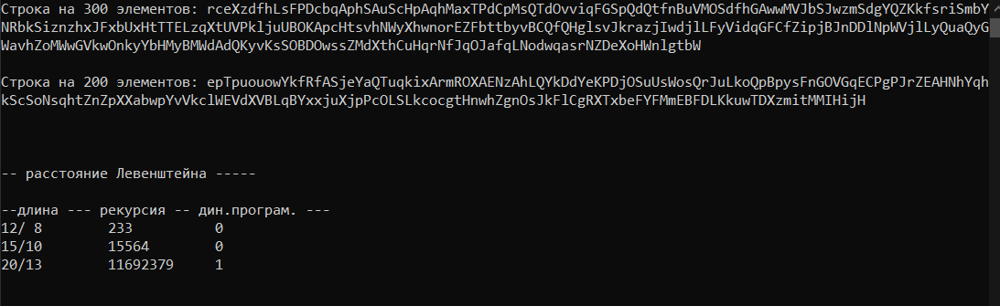 Строка на 300 элементов: rceXzdfhLsFPDcbqAphSAuScHpAqhMaxTPdCpMsQTdOvviqFGSpQdQtfnBuVMOSdfhGAwwMVJbSJwzmSdgYQZKkfsriSmbY
NRbkSiznzhxJFxbUxHtTTELzqXtUVPkljuUBOKApcHtsvhNWyXhwnorEZFbttbyvBCQfQHglsvJkrazjIwdjlLFyVidqGFCfZipjBJnDDlNpWVjlLyQuaQyG
WavhZoMWwGVkwOnkyYbHMyBMWdAdQKyvKsSOBDOwssZMdXthCuHqrNfJqOJafqLNodwqasrNZDeXoHWnlgtbW
Строка на 200 элементов: epTpuouowYkfRfASjeYaQTuqkixArmROXAENzAhLQYkDdYeKPDjOSuUsWosQrJuLkoQpBpysFnGOVGqECPgPJrZEAHNhYqh
kScSoNsqhtZnZpXXabwpYvVkclWEVdXVBLqBYxxjuXjpPcOLSLkcocgtHnwhZgnOsJkFlCgRXTxbeFYFMmEBFDLKkuwTDXzmitMMIHijH
-- расстояние Левенштейна -----
--длина --- рекурсия -- дин.програм. ---
12/ 8 233 0
15/10 15564 0
20/13 11692379 1